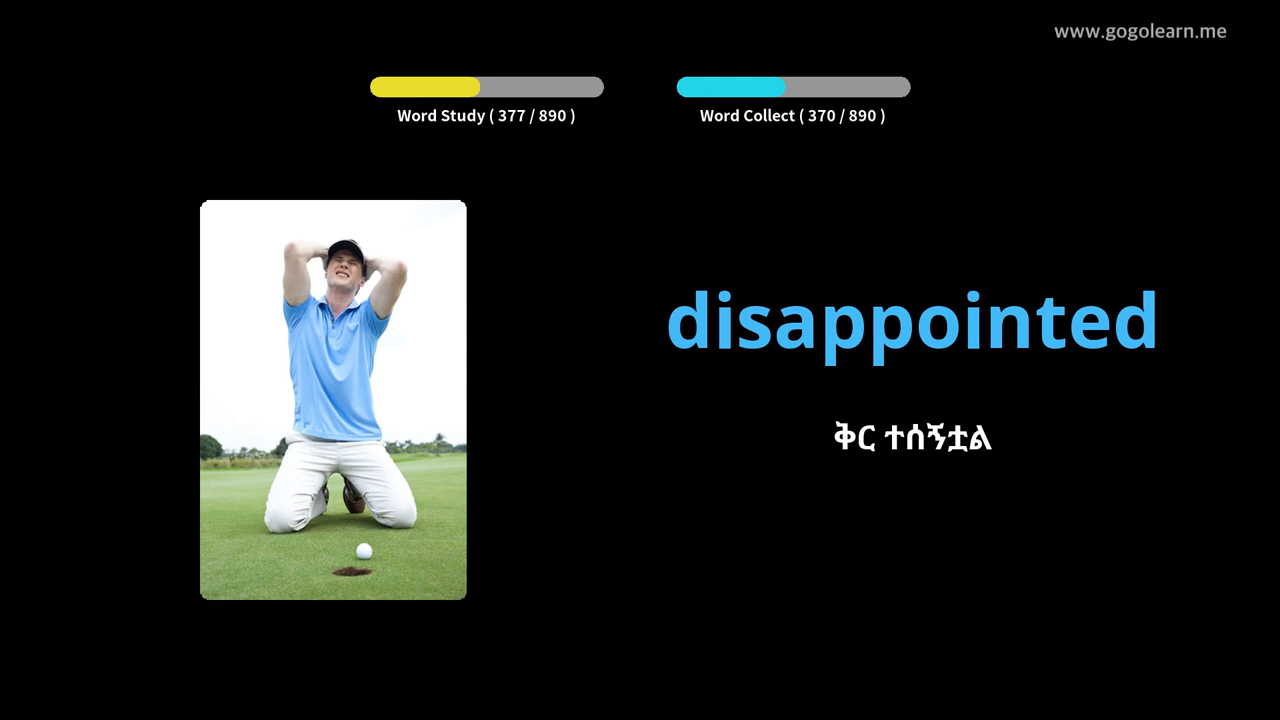 www.gogolearn.me
Word Study ( 377 / 890 )
Word Collect ( 370 / 890 )
disappointed
ቅር ተሰኝቷል